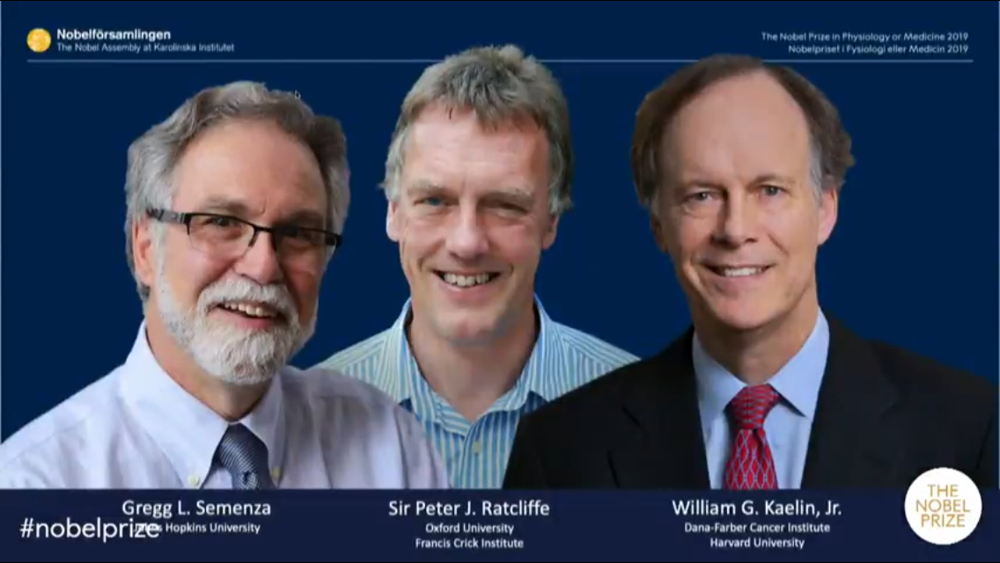 Nobelförsamlingen
The Nobel Assembly at Karolinska Institutet
The Nobel Prize in Physiology or Medicine 2019
Nobelpriset i Fysiologi eller Medicin 2019
Gregg L. Semenza
Hopkins University
Sir Peter J. Ratcliffe
Oxford University
Francis Crick Institute
William G. Kaelin, Jr.
Dana-Farber Cancer Institute
Harvard University
#nobelprize
THE
NOBEL
PRIZE